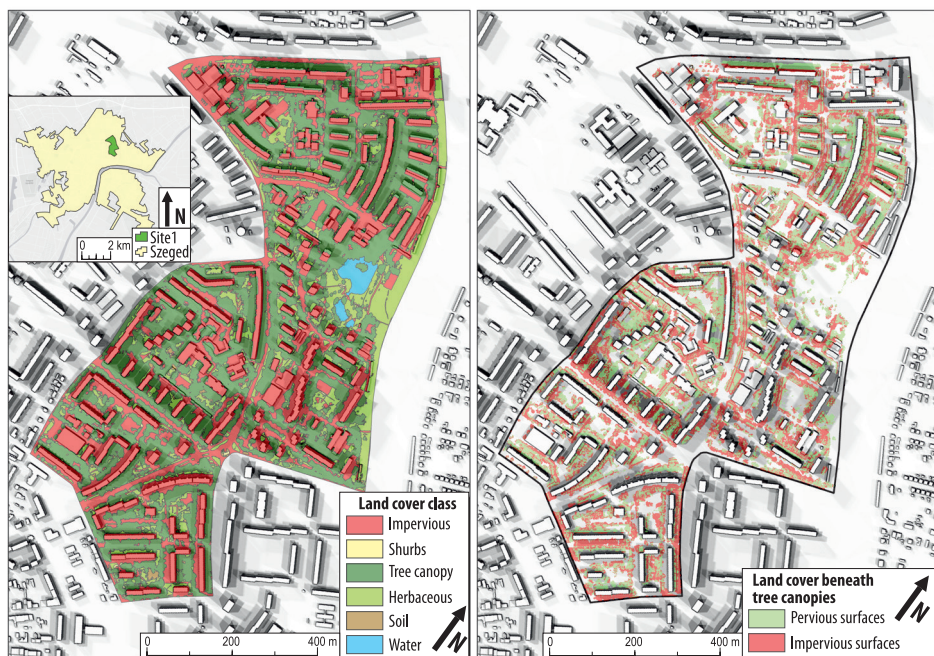 N
0 2 km
Site1
Szeged
Land cover class
Impervious
Shurbs
Tree canopy
Herbaceous
Soil
Water
N
0 200 400 m
Land cover beneath
tree canopies
Pervious surfaces
Impervious surfaces
N
0 200 400 m